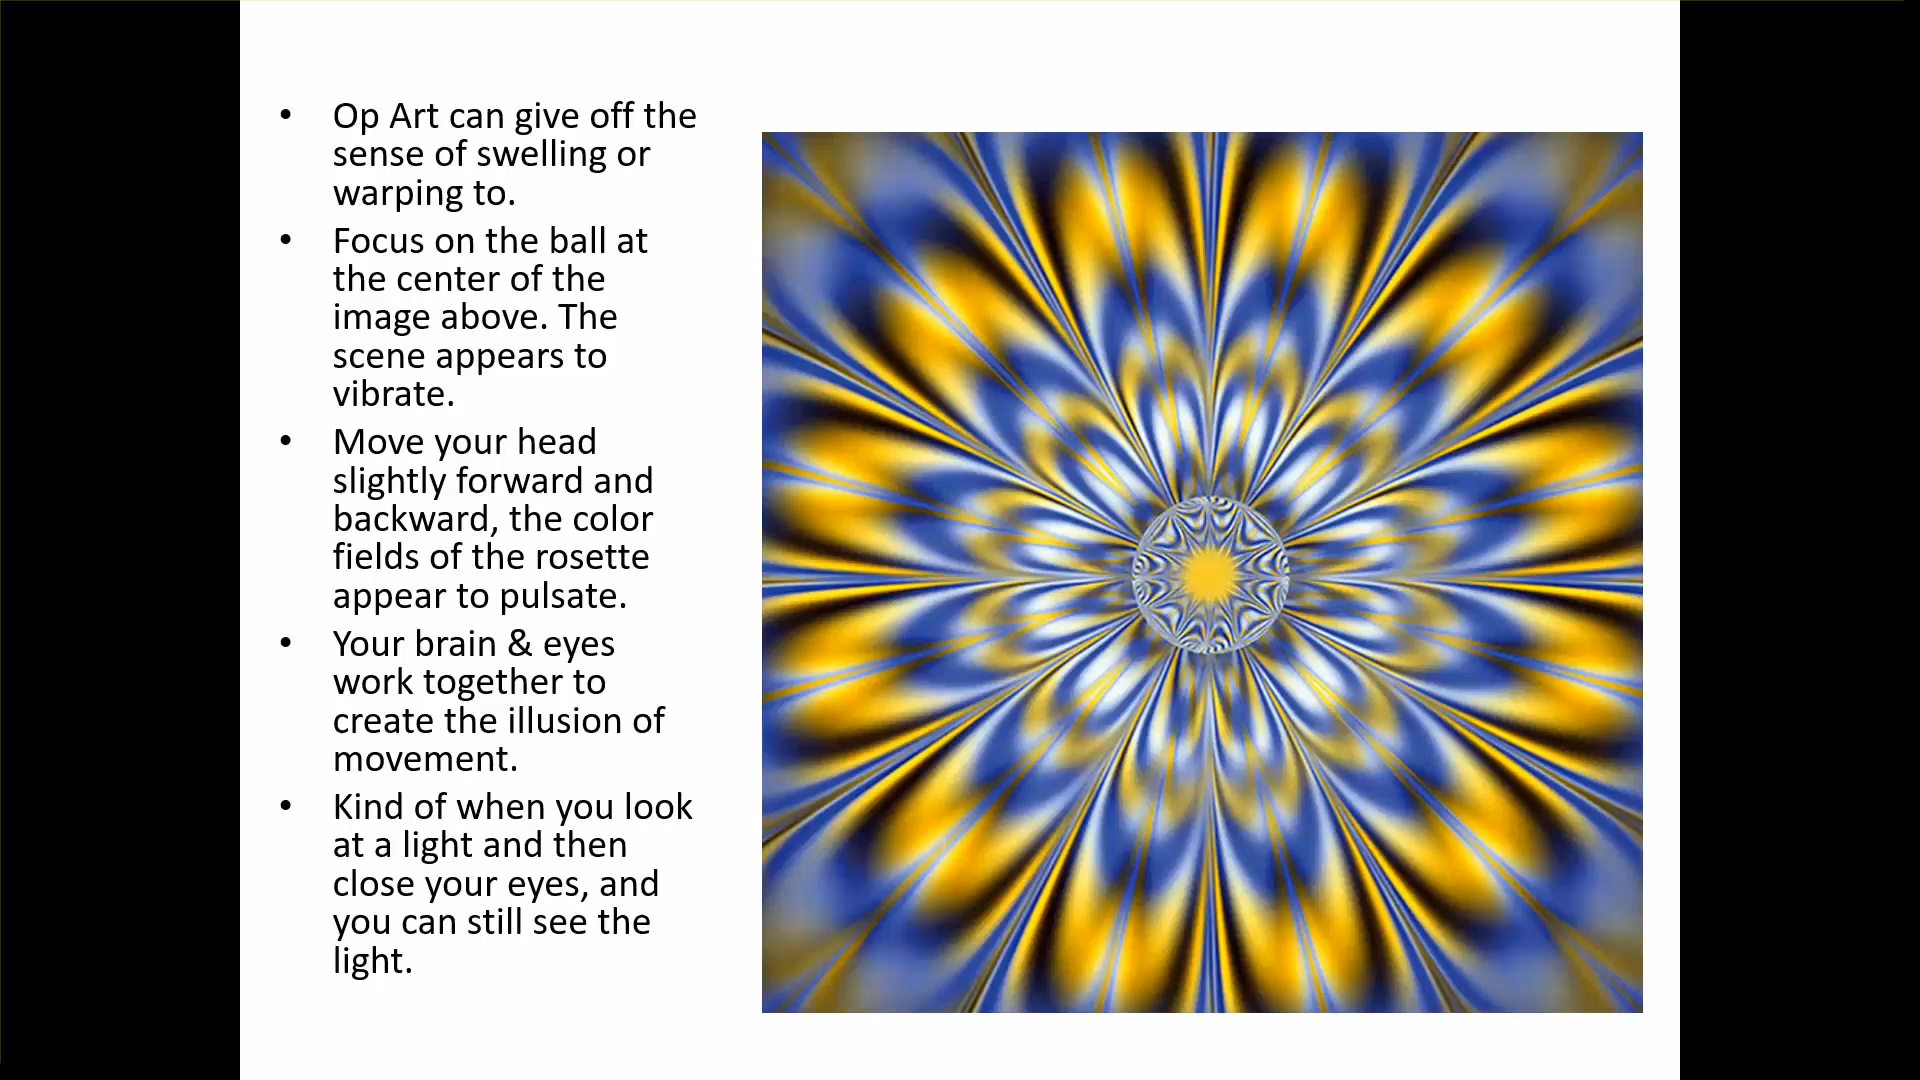 • Op Art can give off the
sense of swelling or
warping to.
• Focus on the ball at
the center of the
image above. The
scene appears to
vibrate.
• Move your head
slightly forward and
backward, the color
fields of the rosette
appear to pulsate.
• Your brain & eyes
work together to
create the illusion of
movement.
• Kind of when you look
at a light and then
close your eyes, and
you can still see the
light.